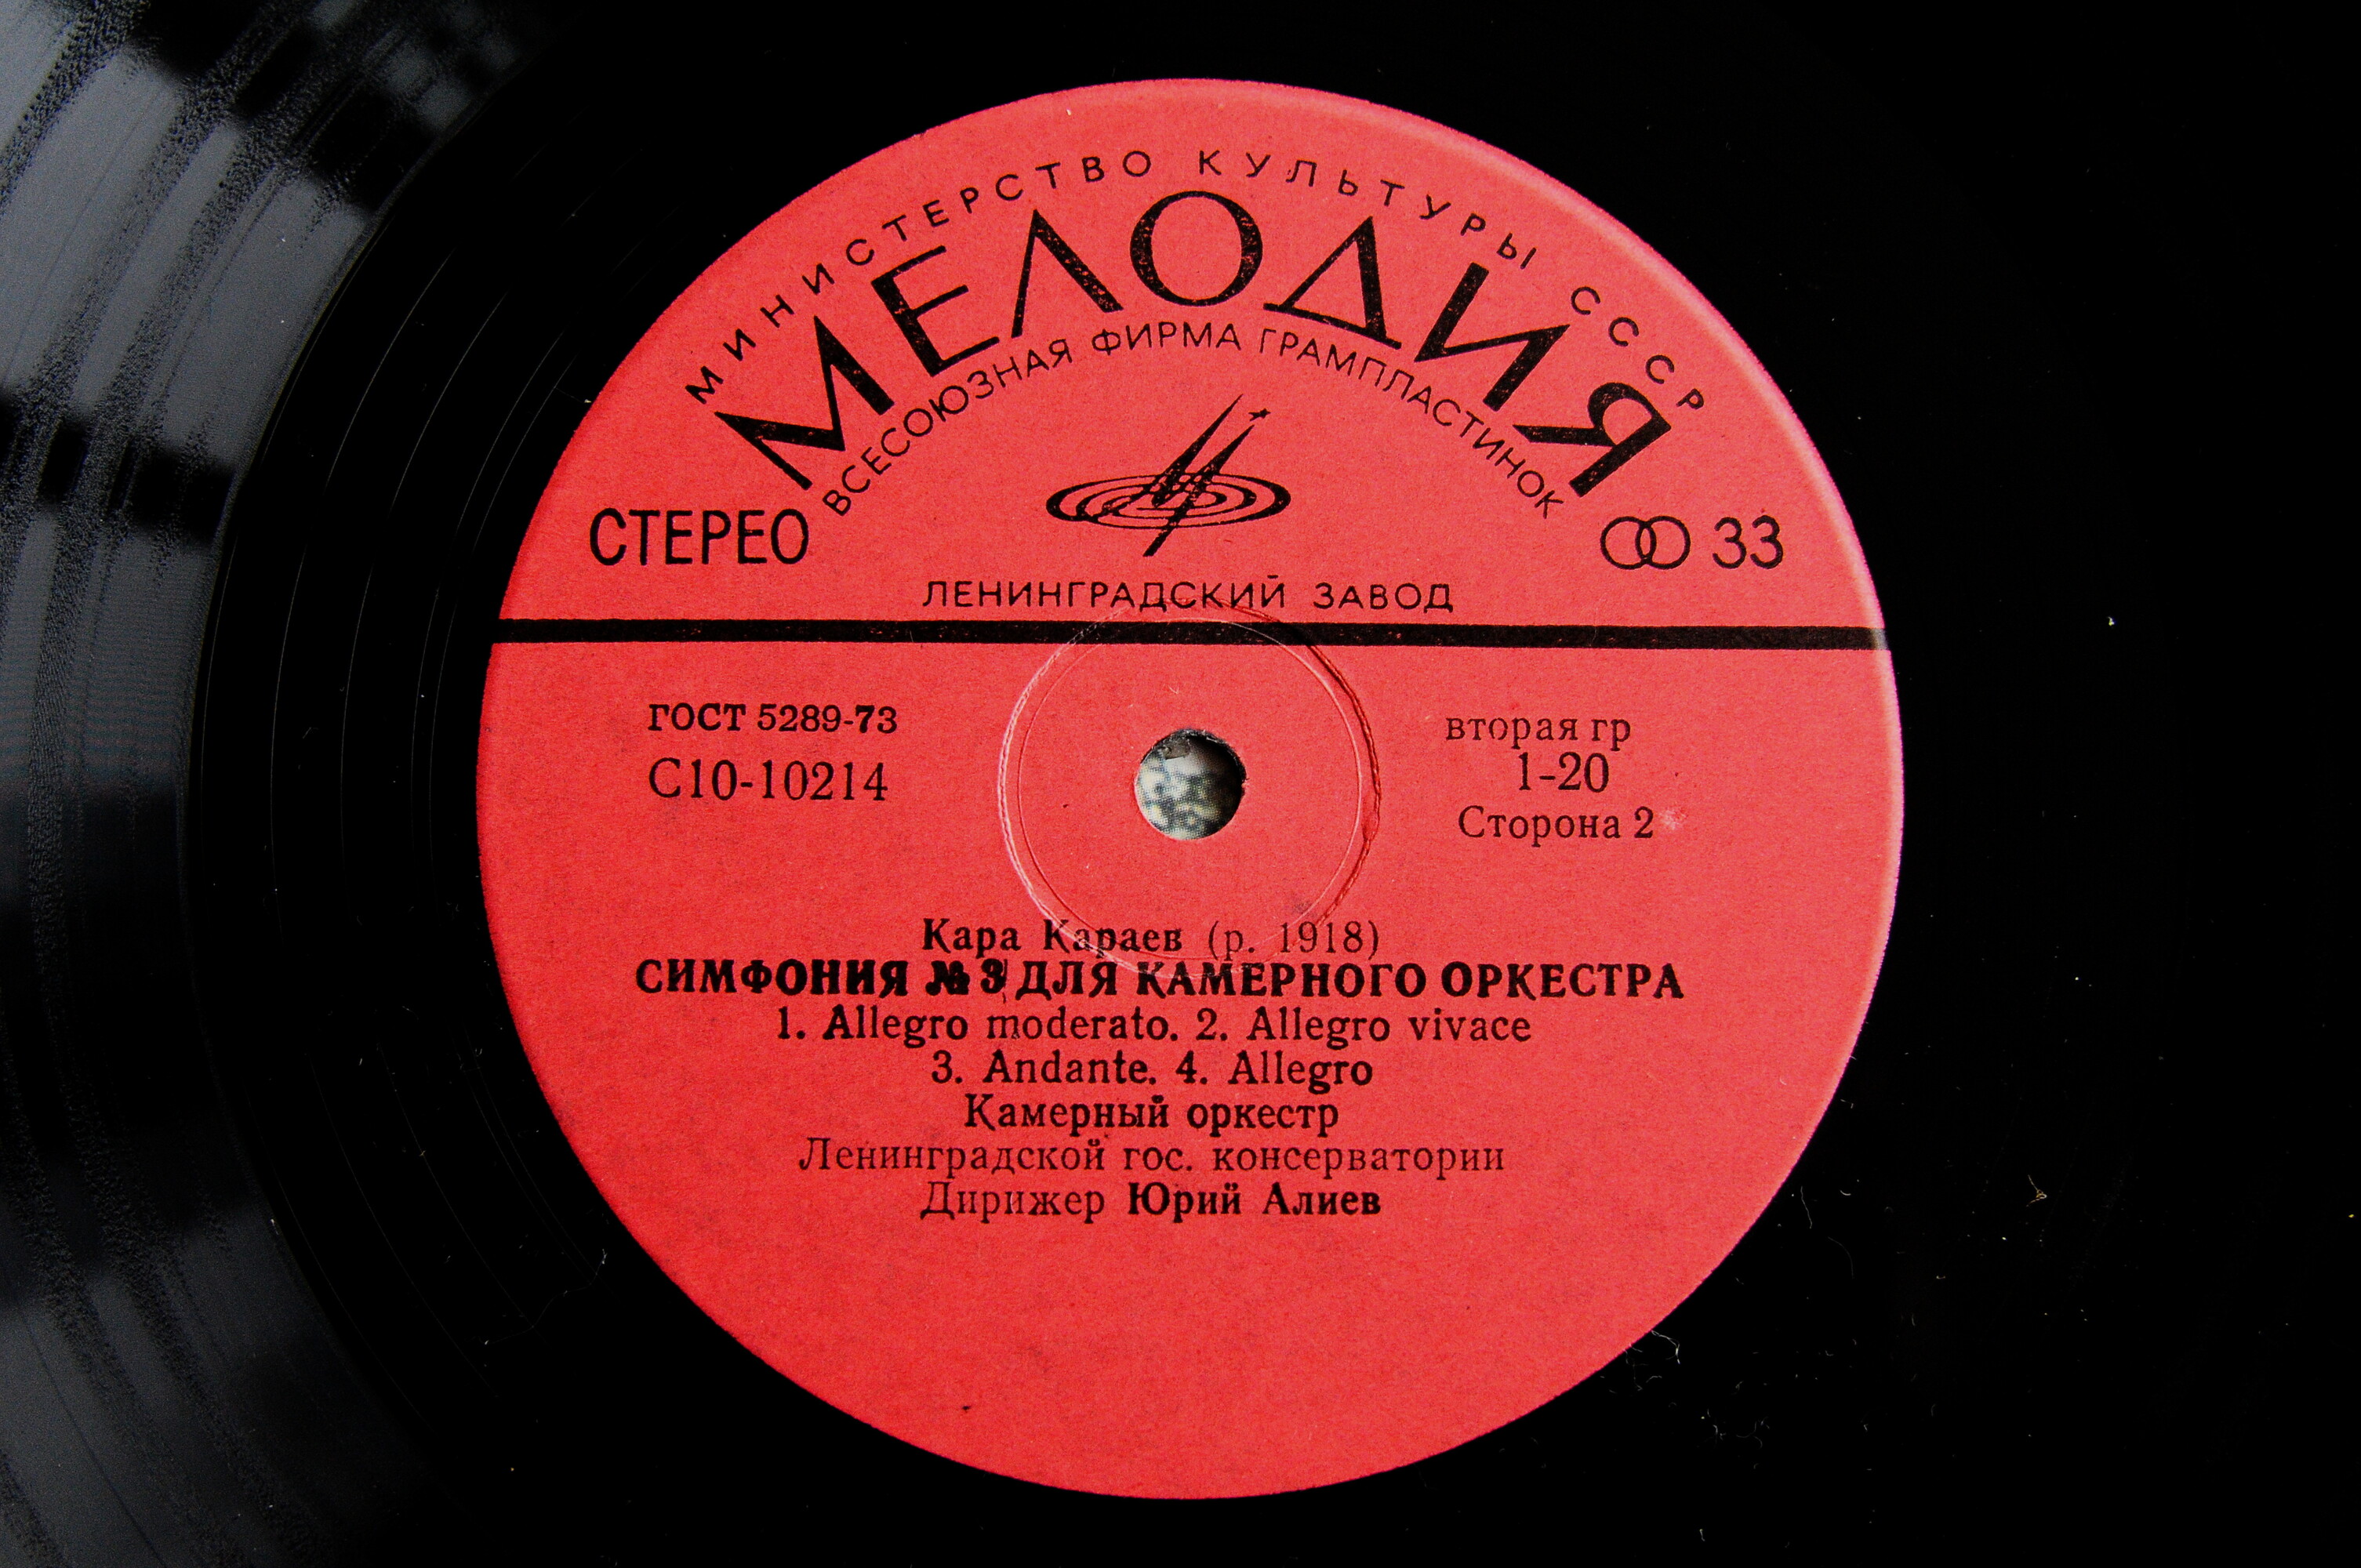 МИНИСТЕРСТВО КУЛЬТУРЫ СССР
МЕЛОДИЯ
ВСЕСОЮЗНАЯ ФИРМА ГРАМПЛАСТИНОК
СТЕРЕО
33
ЛЕНИНГРАДСКИЙ ЗАВОД
ГОСТ 5289-73
С10-10214
вторая гр
1-20
Сторона 2
Кара Караев (р. 1918)
СИМФОНИЯ № 3 ДЛЯ КАМЕРНОГО ОРКЕСТРА
1. Allegro moderato. 2. Allegro vivace
3. Andante. 4. Allegro
Камерный оркестр
Ленинградской гос. консерватории
Дирижер Юрий Алиев